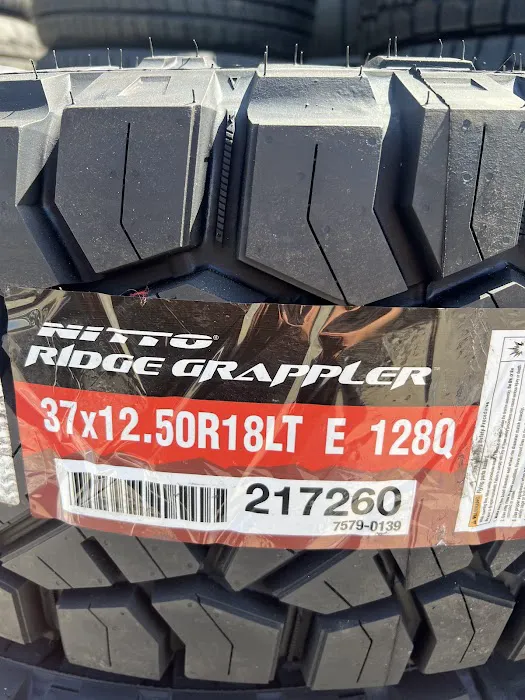 NITTO®
RIDGE GRAPPLER
37x12.50R18LT E 128Q
217260
7579-0139